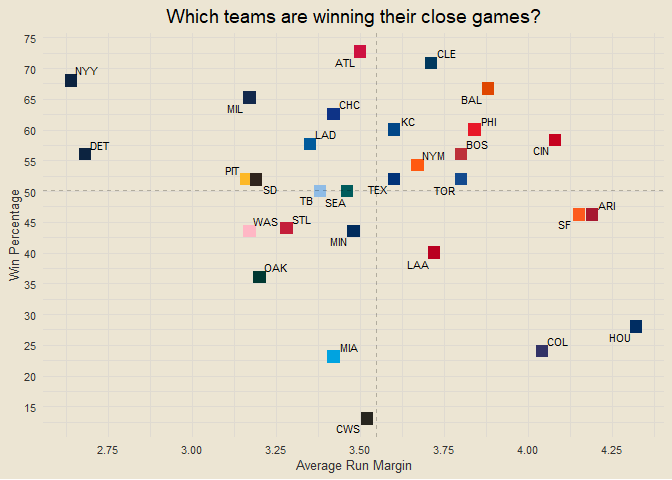 Which teams are winning their close games?
75
70
65
60
55
50
45
40
35
30
25
20
15
Win Percentage
NYY
ATL
CLE
MIL
BAL
CHC
KC
PHI
LAD
DET
NYM
BOS
CIN
PIT
SD
TB
SEA
TEX
TOR
WAS
STL
MIN
ARI
SF
LAA
OAK
HOU
COL
MIA
CWS
2.75 3.00 3.25 3.50 3.75 4.00 4.25
Average Run Margin